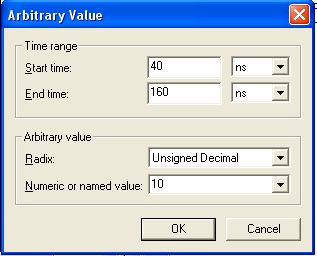 Arbitrary Value
Time range
Start time: 40 ns
End time: 160 ns
Arbitrary value
Radix: Unsigned Decimal
Numeric or named value: 10
OK Cancel